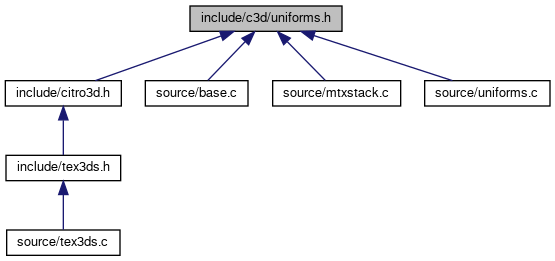 include/c3d/uniforms.h
include/citro3d.h
source/base.c
source/mtxstack.c
source/uniforms.c
include/tex3ds.h
source/tex3ds.c